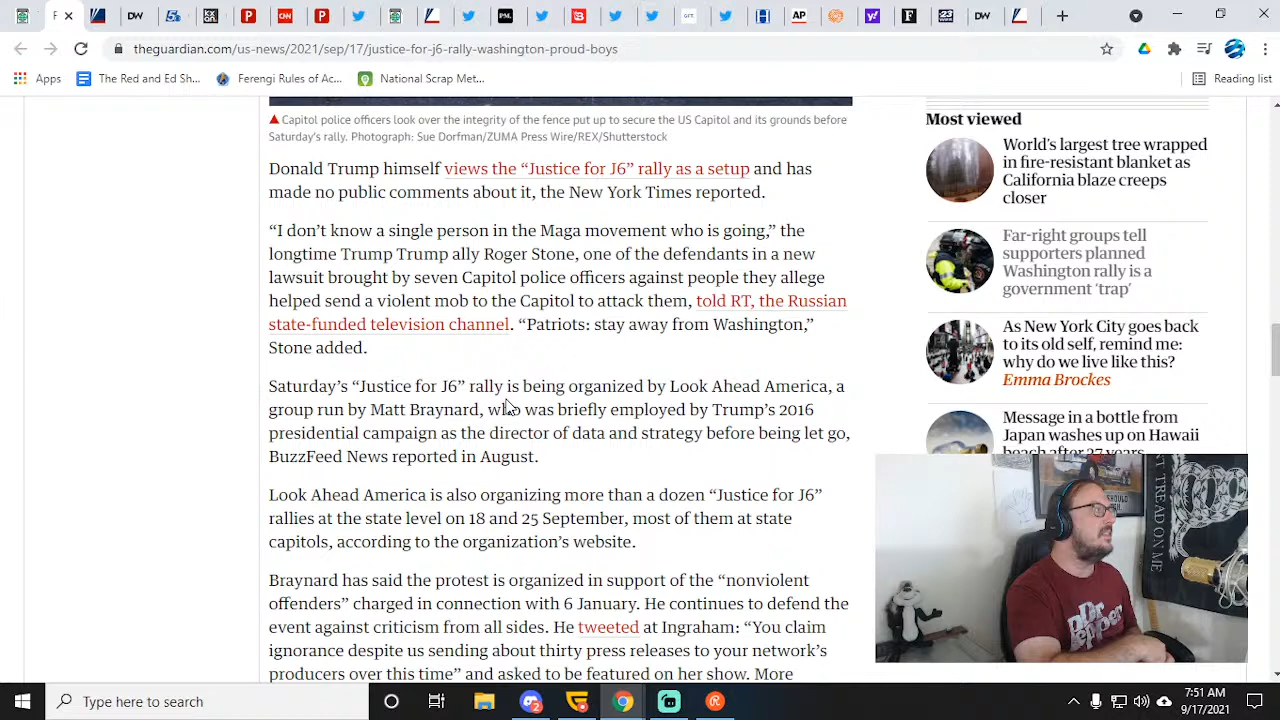 F
DW
PM.
GFT.
AP
F
23
DW
theguardian.com/us-news/2021/sep/17/justice-for-j6-rally-washington-proud-boys
Apps
The Red and Ed Sh...
Ferengi Rules of Ac...
National Scrap Met...
Reading list
Capitol police officers look over the integrity of the fence put up to secure the US Capitol and its grounds before
Saturday’s rally. Photograph: Sue Dorfman/ZUMA Press Wire/REX/Shutterstock
Donald Trump himself views the “Justice for J6” rally as a setup and has
made no public comments about it, the New York Times reported.
“I don’t know a single person in the Maga movement who is going,” the
longtime Trump Trump ally Roger Stone, one of the defendants in a new
lawsuit brought by seven Capitol police officers against people they allege
helped send a violent mob to the Capitol to attack them, told RT, the Russian
state-funded television channel. “Patriots: stay away from Washington,”
Stone added.
Saturday’s “Justice for J6” rally is being organized by Look Ahead America, a
group run by Matt Braynard, who was briefly employed by Trump’s 2016
presidential campaign as the director of data and strategy before being let go,
BuzzFeed News reported in August.
Look Ahead America is also organizing more than a dozen “Justice for J6”
rallies at the state level on 18 and 25 September, most of them at state
capitols, according to the organization’s website.
Braynard has said the protest is organized in support of the “nonviolent
offenders” charged in connection with 6 January. He continues to defend the
event against criticism from all sides. He tweeted at Ingraham: “You claim
ignorance despite us sending about thirty press releases to your network’s
producers over this time” and asked to be featured on her show. More
Most viewed
World’s largest tree wrapped
in fire-resistant blanket as
California blaze creeps
closer
Far-right groups tell
supporters planned
Washington rally is a
government ‘trap’
As New York City goes back
to its old self, remind me:
why do we live like this?
Emma Brockes
Message in a bottle from
Japan washes up on Hawaii
beach after 37 years
SHOULD
T TREAD ON ME
Dr
Pepper
Type here to search
2
7:51 AM
9/17/2021